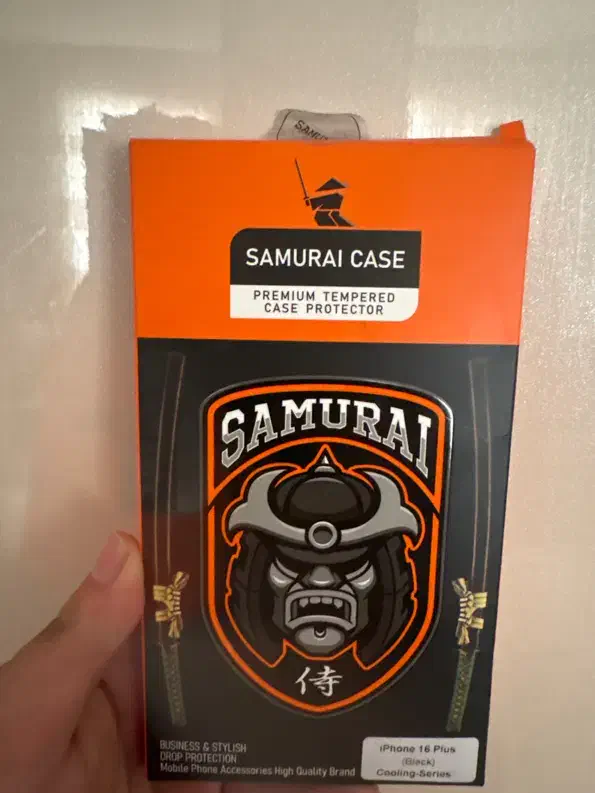 SAMURAI CASE
PREMIUM TEMPERED
CASE PROTECTOR
SAMURAI
侍
BUSINESS & STYLISH
DROP PROTECTION
Mobile Phone Accessories High Quality Brand
iPhone 16 Plus
(Black)
Cooling-Series